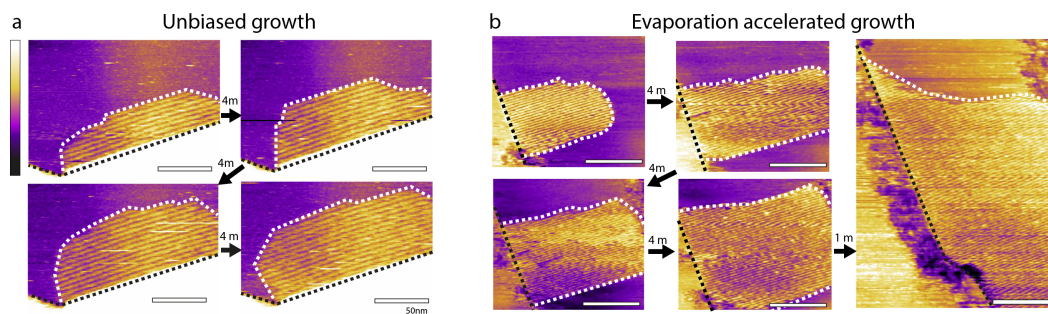 a
Unbiased growth
4m
4m
4 m
50nm
b
Evaporation accelerated growth
4 m
4m
4 m
1 m